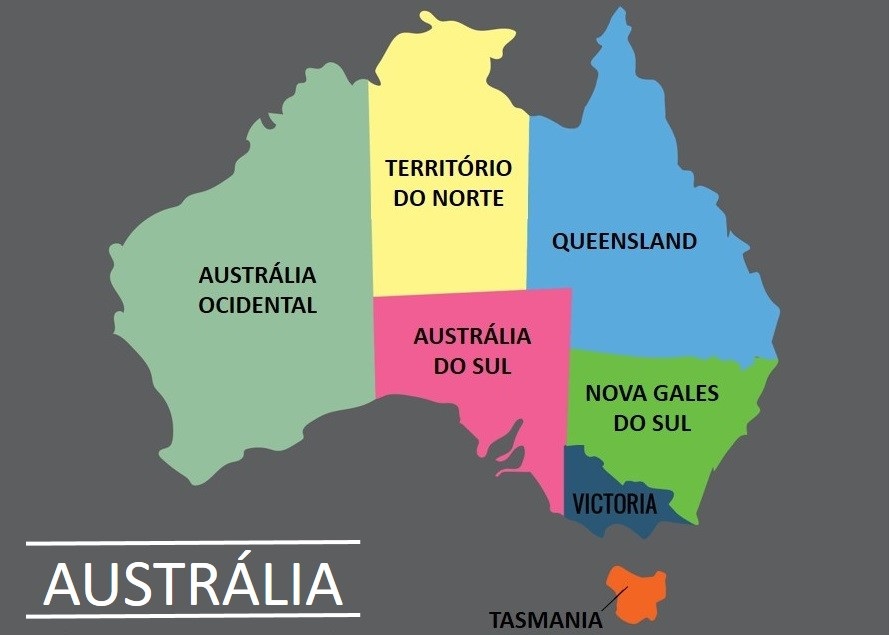 TERRITÓRIO
DO NORTE
QUEENSLAND
AUSTRÁLIA
OCIDENTAL
AUSTRÁLIA
DO SUL
NOVA GALES
DO SUL
VICTORIA
AUSTRÁLIA
TASMANIA